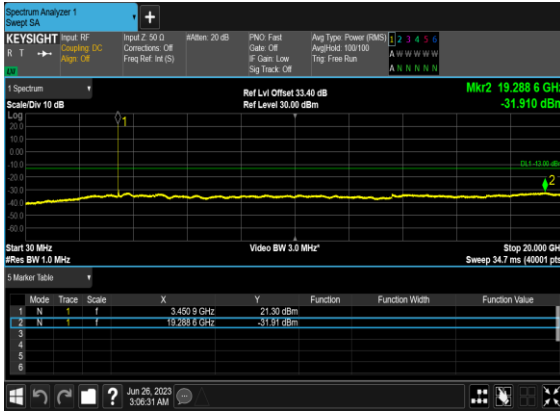 Spectrum Analyzer 1
Swept SA
+
KEYSIGHT Input: RF Input Z: 50 Ω #Atten: 20 dB PNO: Fast Avg Type: Power (RMS) 1 2 3 4 5 6
R T Coupling: DC Corrections: Off Gate: Off Avg|Hold: 100/100 A W W W W W
Align: Off Freq Ref: Int (S) IF Gain: Low Trig: Free Run
LXI Sig Track: Off A N N N N N
1 Spectrum Ref Lvl Offset 33.40 dB Mkr2 19.288 6 GHz
Scale/Div 10 dB Ref Level 30.00 dBm -31.910 dBm
Log
1
20.0
10.0
0.00
-10.0 DL1 -13.00 dBm
-20.0
2
-30.0
-40.0
-50.0
-60.0
Start 30 MHz Video BW 3.0 MHz* Stop 20.000 GHz
#Res BW 1.0 MHz Sweep 34.7 ms (40001 pts)
5 Marker Table
Mode Trace Scale X Y Function Function Width Function Value
1 N 1 f 3.450 9 GHz 21.30 dBm
2 N 1 f 19.288 6 GHz -31.91 dBm
3
4
5
6
? Jun 26, 2023
3:06:31 AM